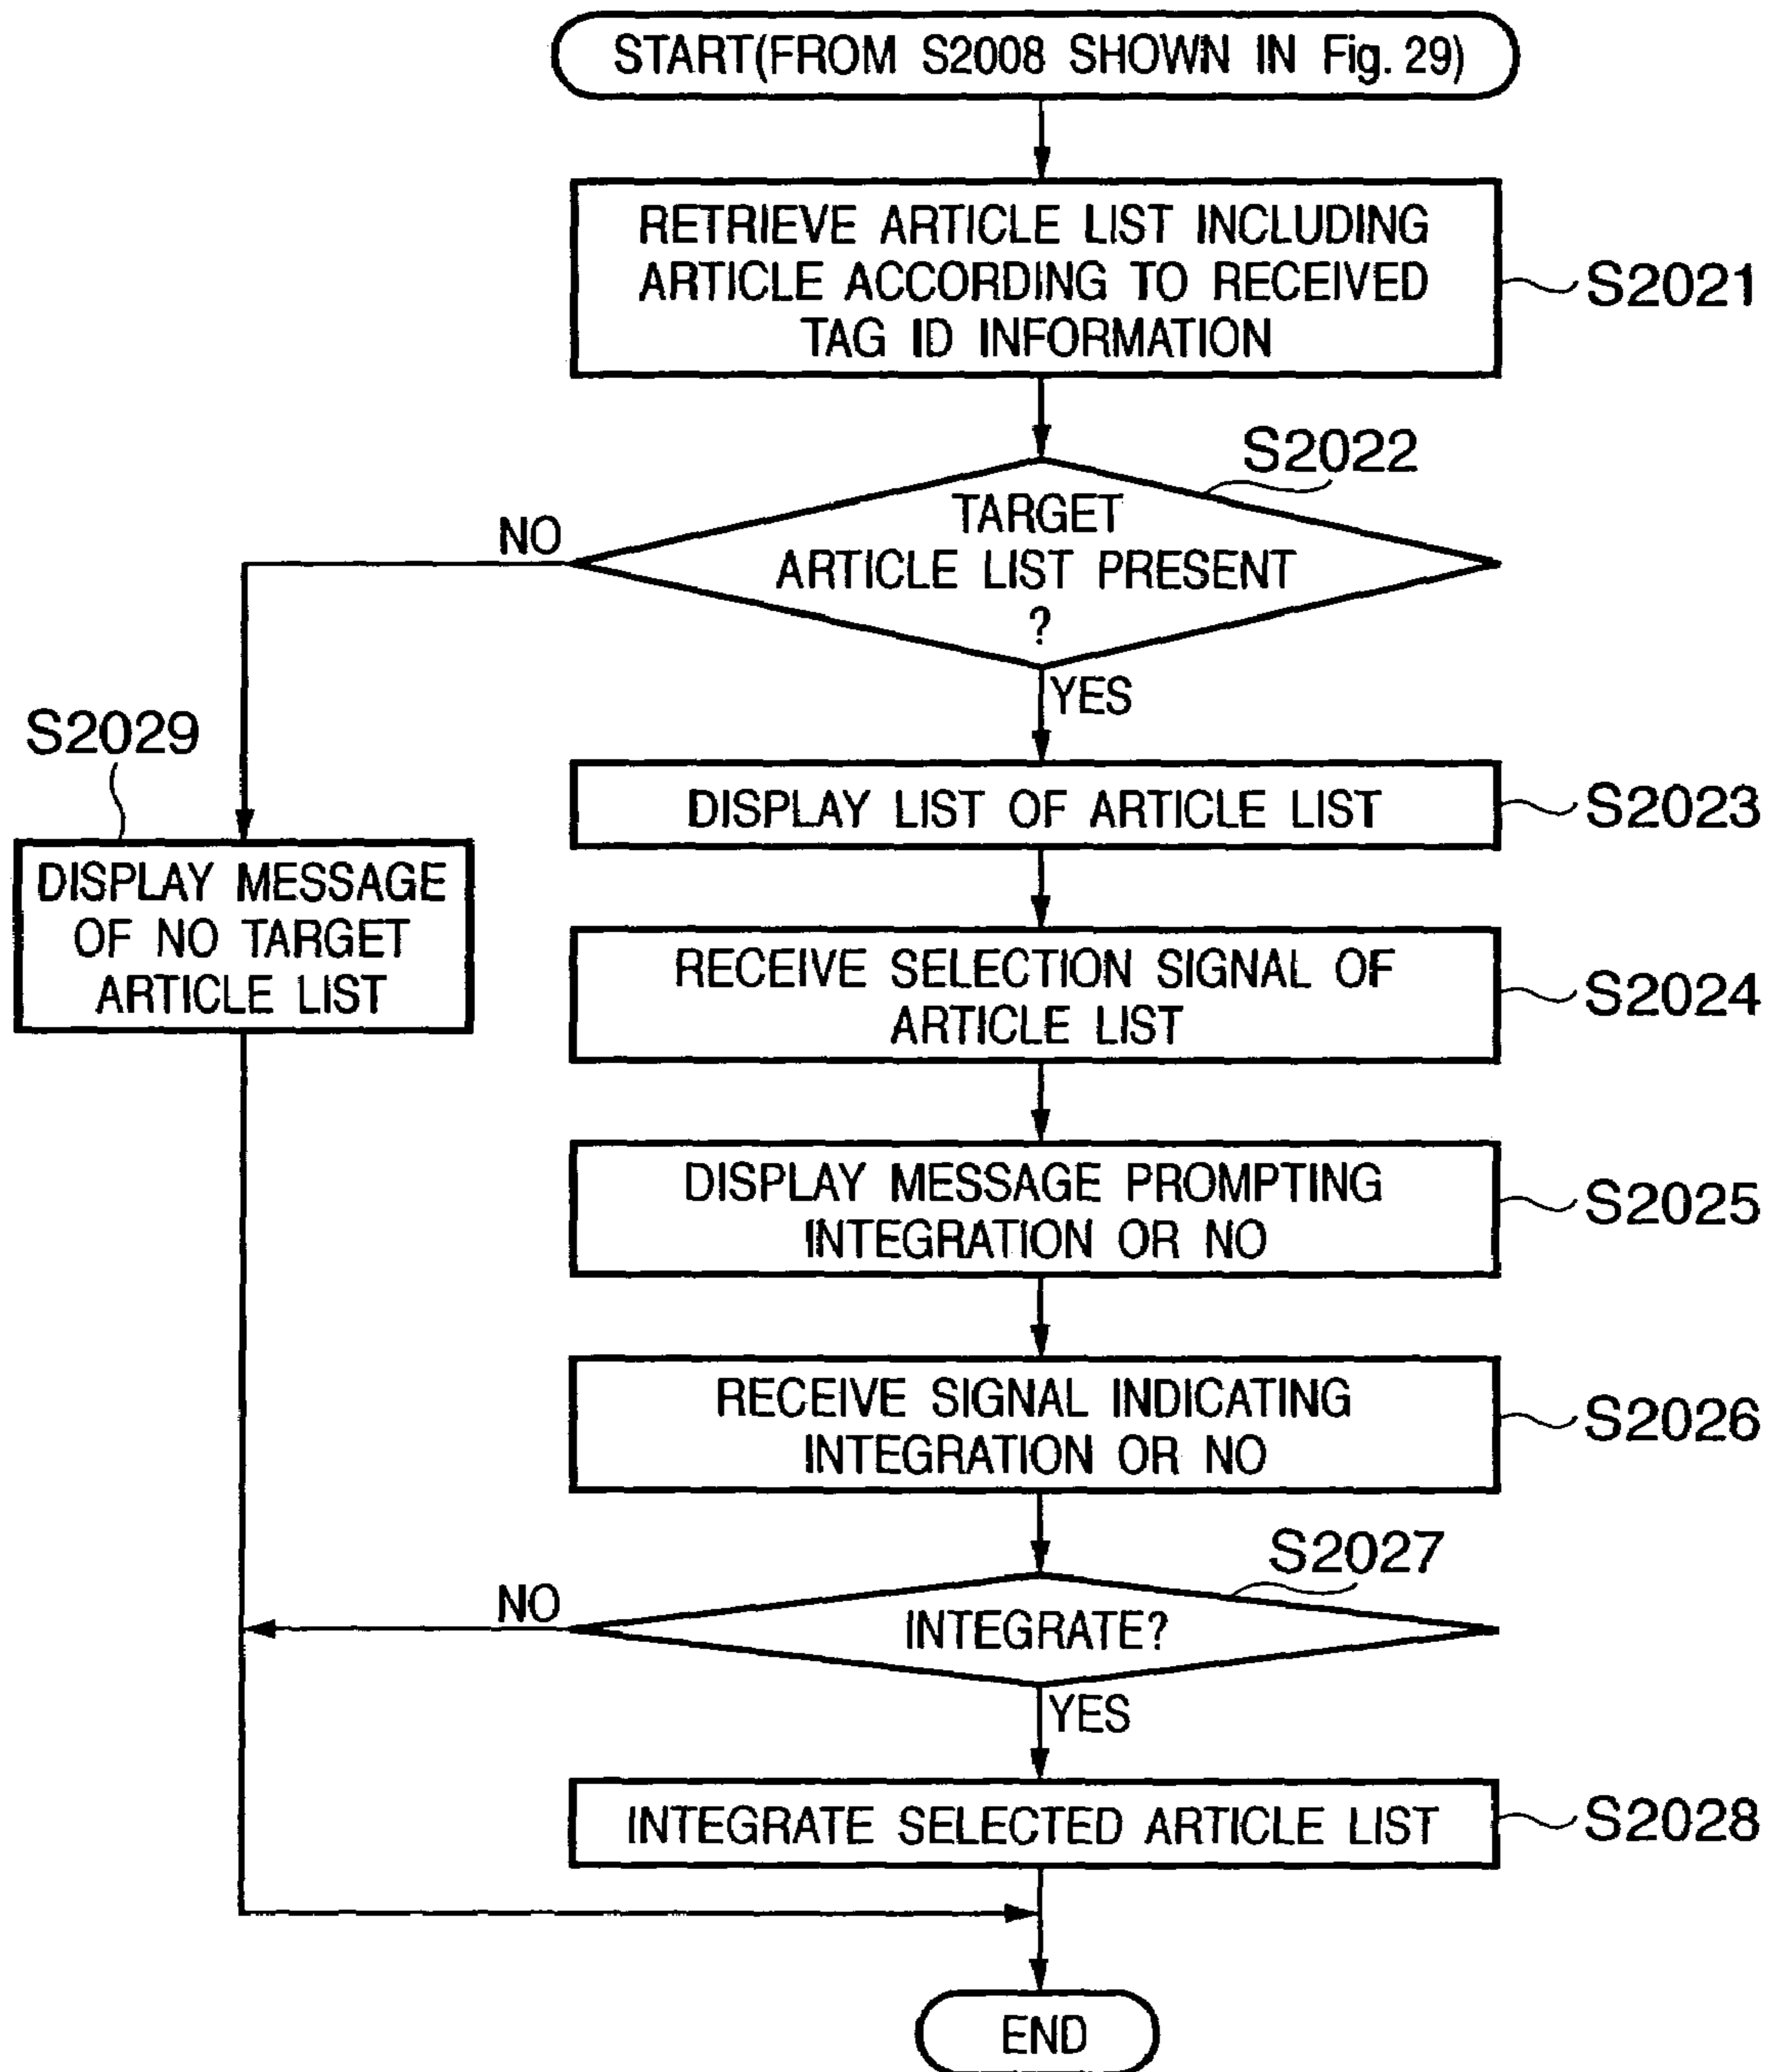 START(FROM S2008 SHOWN IN Fig. 29)
RETRIEVE ARTICLE LIST INCLUDING
ARTICLE ACCORDING TO RECEIVED
TAG ID INFORMATION
S2021
S2022
TARGET
ARTICLE LIST PRESENT
?
NO
YES
S2029
DISPLAY MESSAGE
OF NO TARGET
ARTICLE LIST
DISPLAY LIST OF ARTICLE LIST
S2023
RECEIVE SELECTION SIGNAL OF
ARTICLE LIST
S2024
DISPLAY MESSAGE PROMPTING
INTEGRATION OR NO
S2025
RECEIVE SIGNAL INDICATING
INTEGRATION OR NO
S2026
S2027
NO
INTEGRATE?
YES
INTEGRATE SELECTED ARTICLE LIST
S2028
END